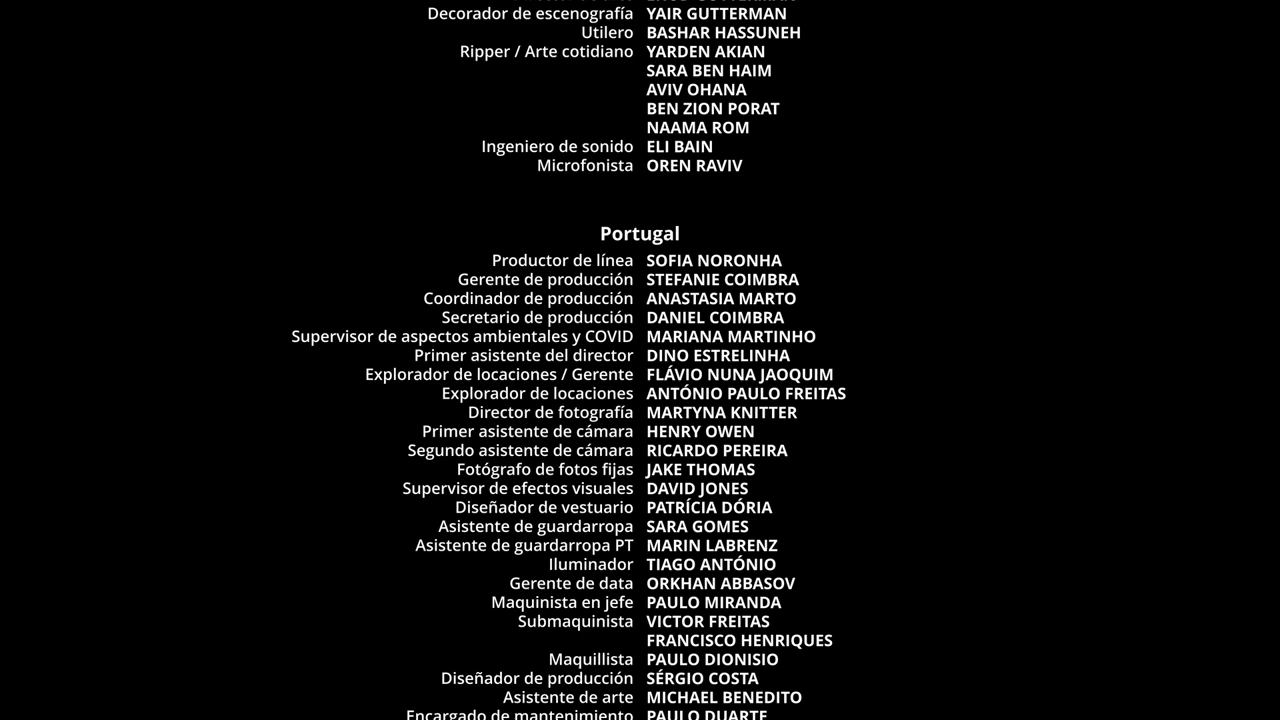 Decorador de escenografía YAIR GUTTERMAN
Utilero BASHAR HASSUNEH
Ripper / Arte cotidiano YARDEN AKIAN
SARA BEN HAIM
AVIV OHANA
BEN ZION PORAT
NAAMA ROM
Ingeniero de sonido ELI BAIN
Microfonista OREN RAVIV
Portugal
Productor de línea SOFIA NORONHA
Gerente de producción STEFANIE COIMBRA
Coordinador de producción ANASTASIA MARTO
Secretario de producción DANIEL COIMBRA
Supervisor de aspectos ambientales y COVID MARIANA MARTINHO
Primer asistente del director DINO ESTRELINHA
Explorador de locaciones / Gerente FLÁVIO NUNA JAOQUIM
Explorador de locaciones ANTÓNIO PAULO FREITAS
Director de fotografía MARTYNA KNITTER
Primer asistente de cámara HENRY OWEN
Segundo asistente de cámara RICARDO PEREIRA
Fotógrafo de fotos fijas JAKE THOMAS
Supervisor de efectos visuales DAVID JONES
Diseñador de vestuario PATRÍCIA DÓRIA
Asistente de guardarropa SARA GOMES
Asistente de guardarropa PT MARIN LABRENZ
Iluminador TIAGO ANTÓNIO
Gerente de data ORKHAN ABBASOV
Maquinista en jefe PAULO MIRANDA
Submaquinista VICTOR FREITAS
FRANCISCO HENRIQUES
Maquillista PAULO DIONISIO
Diseñador de producción SÉRGIO COSTA
Asistente de arte MICHAEL BENEDITO
Encargado de mantenimiento PAULO DUARTE